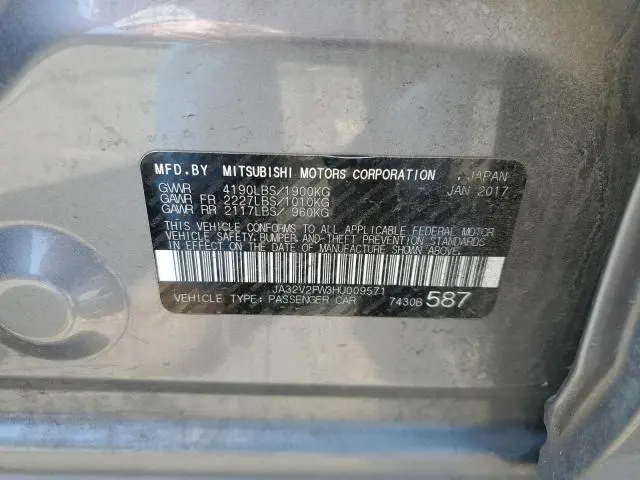 MFD.BY MITSUBISHI MOTORS CORPORATION . JAPAN
JAN 2017
GVWR 4190LBS/1900KG
GAWR FR 2227LBS/1010KG
GAWR RR 2117LBS/ 960KG
THIS VEHICLE CONFORMS TO ALL APPLICABLE FEDERAL MOTOR
VEHICLE SAFETY,BUMPER,AND-THEFT PREVENTION STANDARDS
IN EFFECT ON THE DATE OF MANUFACTURE SHOWN ABOVE.
JA32V2FW3HU009571
VEHICLE TYPE: PASSENGER CAR 7430B 587